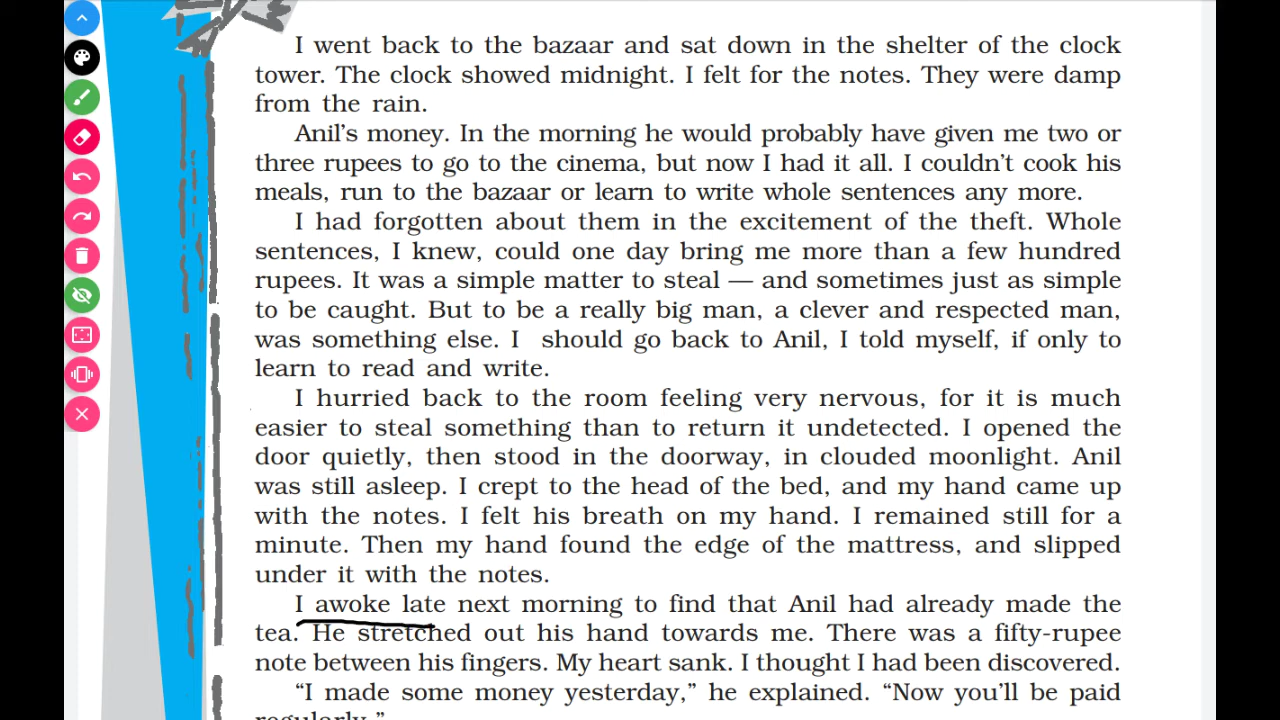 I went back to the bazaar and sat down in the shelter of the clock
tower. The clock showed midnight. I felt for the notes. They were damp
from the rain.
Anil’s money. In the morning he would probably have given me two or
three rupees to go to the cinema, but now I had it all. I couldn’t cook his
meals, run to the bazaar or learn to write whole sentences any more.
I had forgotten about them in the excitement of the theft. Whole
sentences, I knew, could one day bring me more than a few hundred
rupees. It was a simple matter to steal — and sometimes just as simple
to be caught. But to be a really big man, a clever and respected man,
was something else. I should go back to Anil, I told myself, if only to
learn to read and write.
I hurried back to the room feeling very nervous, for it is much
easier to steal something than to return it undetected. I opened the
door quietly, then stood in the doorway, in clouded moonlight. Anil
was still asleep. I crept to the head of the bed, and my hand came up
with the notes. I felt his breath on my hand. I remained still for a
minute. Then my hand found the edge of the mattress, and slipped
under it with the notes.
I awoke late next morning to find that Anil had already made the
tea. He stretched out his hand towards me. There was a fifty-rupee
note between his fingers. My heart sank. I thought I had been discovered.
“I made some money yesterday,” he explained. “Now you’ll be paid
regularly.”